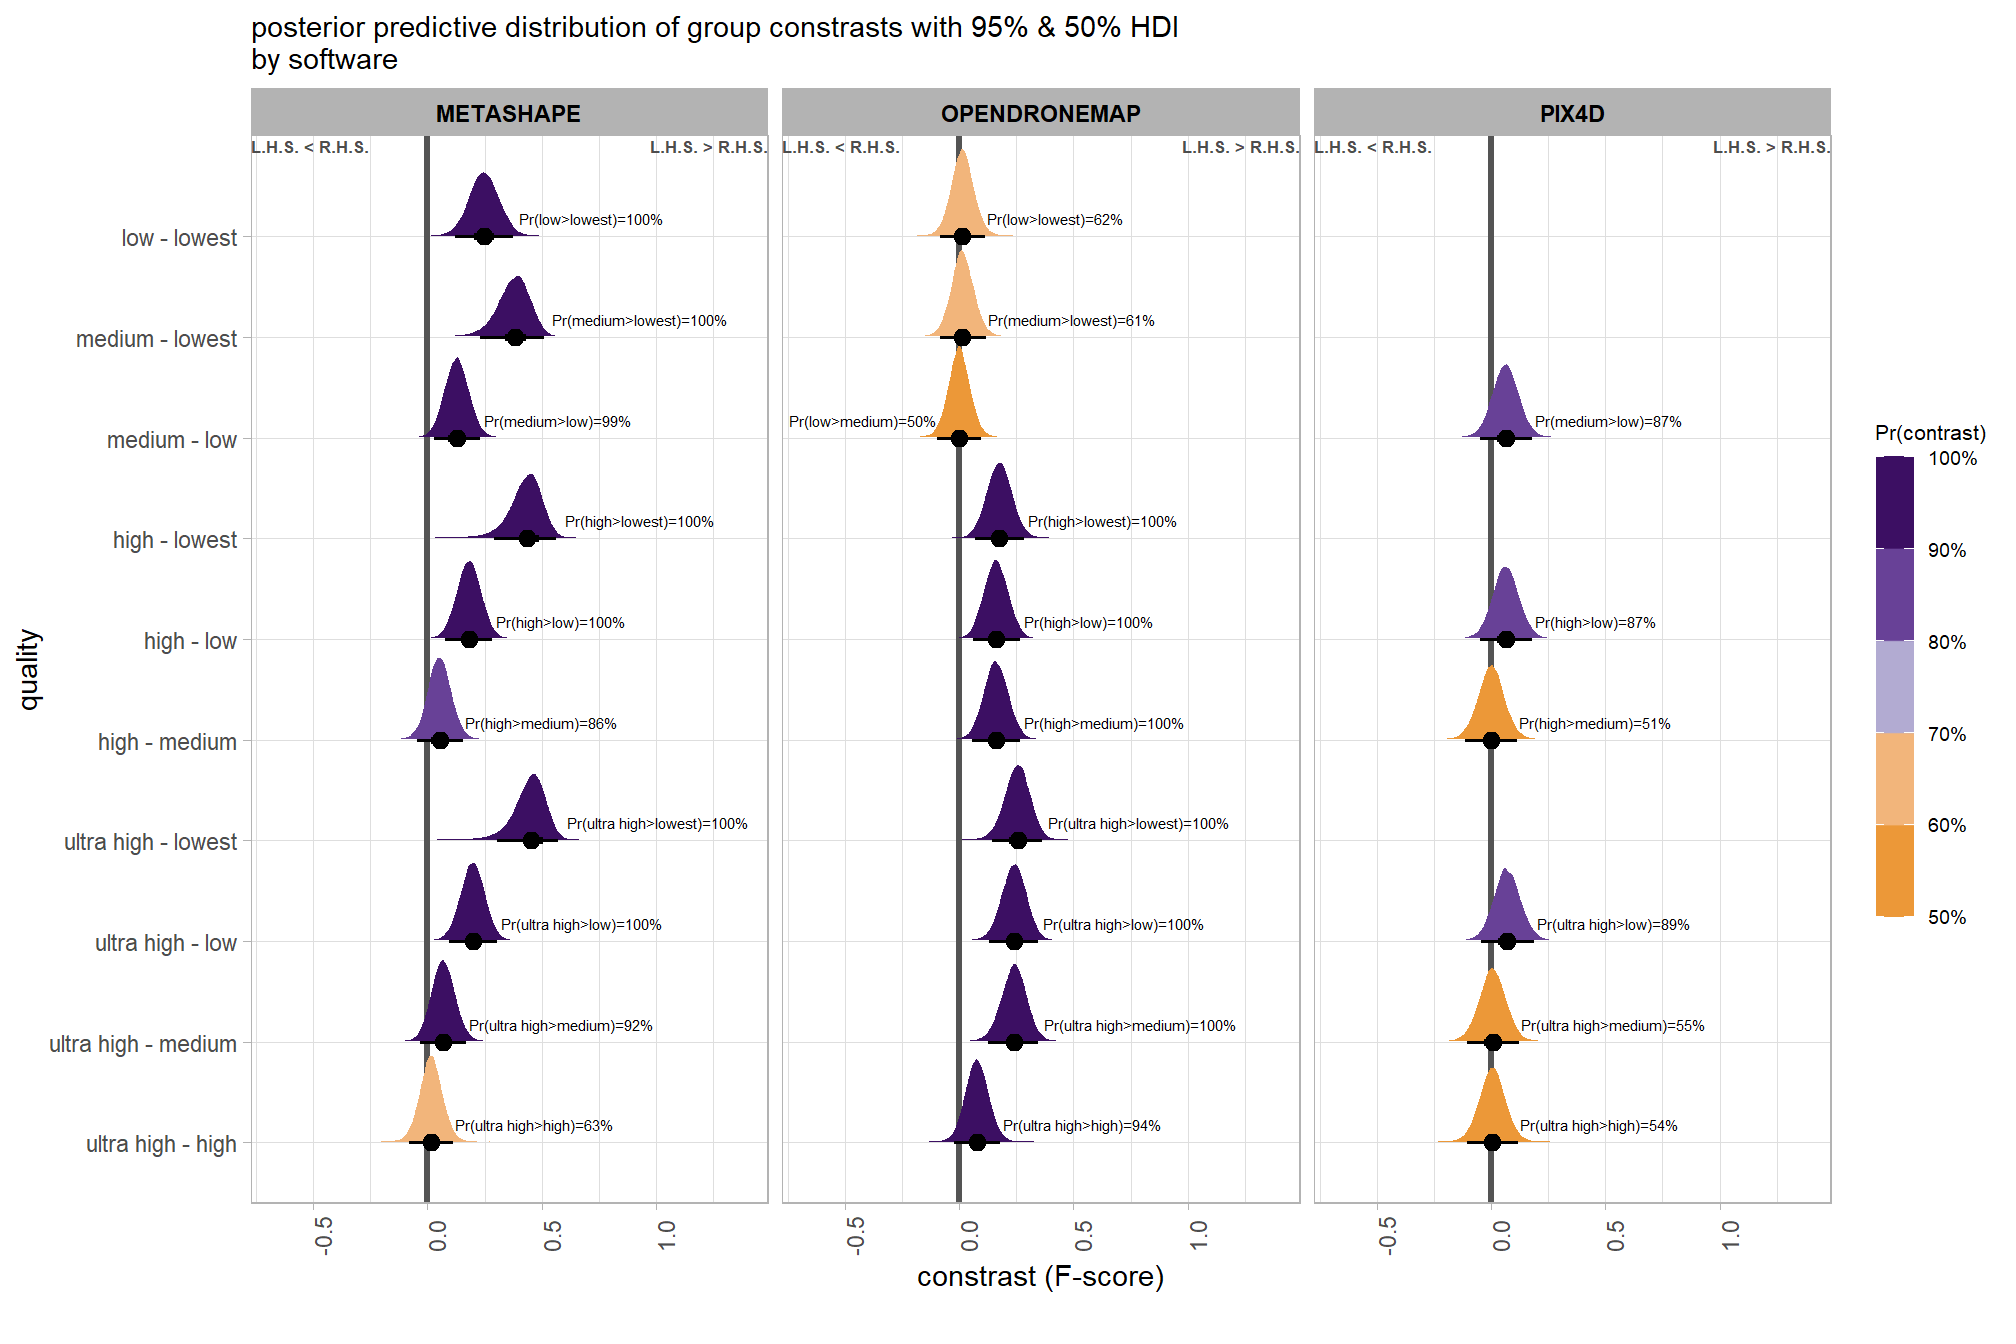 posterior predictive distribution of group constrasts with 95% & 50% HDI
by software
METASHAPE
OPENDRONEMAP
PIX4D
L.H.S. < R.H.S.
L.H.S. > R.H.S.
L.H.S. < R.H.S.
L.H.S. > R.H.S.
L.H.S. < R.H.S.
L.H.S. > R.H.S.
low - lowest
Pr(low>lowest)=100%
Pr(low>lowest)=62%
medium - lowest
Pr(medium>lowest)=100%
Pr(medium>lowest)=61%
medium - low
Pr(medium>low)=99%
Pr(low>medium)=50%
Pr(medium>low)=87%
high - lowest
Pr(high>lowest)=100%
Pr(high>lowest)=100%
high - low
Pr(high>low)=100%
Pr(high>low)=100%
Pr(high>low)=87%
high - medium
Pr(high>medium)=86%
Pr(high>medium)=100%
Pr(high>medium)=51%
ultra high - lowest
Pr(ultra high>lowest)=100%
Pr(ultra high>lowest)=100%
ultra high - low
Pr(ultra high>low)=100%
Pr(ultra high>low)=100%
Pr(ultra high>low)=89%
ultra high - medium
Pr(ultra high>medium)=92%
Pr(ultra high>medium)=100%
Pr(ultra high>medium)=55%
ultra high - high
Pr(ultra high>high)=63%
Pr(ultra high>high)=94%
Pr(ultra high>high)=54%
quality
-0.5
0.0
0.5
1.0
-0.5
0.0
0.5
1.0
-0.5
0.0
0.5
1.0
constrast (F-score)
Pr(contrast)
100%
90%
80%
70%
60%
50%